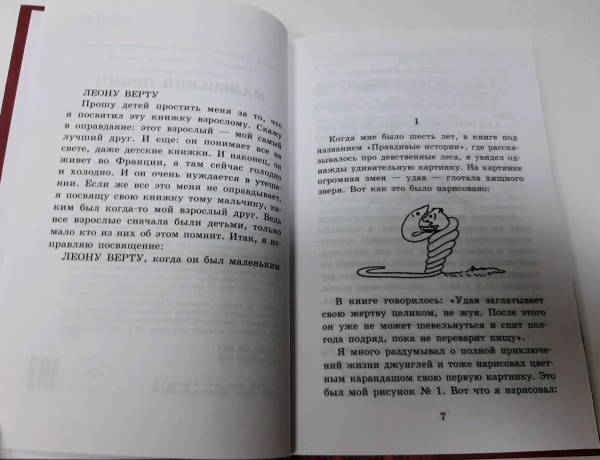 ЛЕОНУ ВЕРТУ
Прошу детей простить меня за то, что
я посвятил эту книжку взрослому. Скажу
в оправдание: этот взрослый — мой самый
лучший друг. И еще: он понимает все на
свете, даже детские книжки. И наконец, он
живет во Франции, а там сейчас голодно
и холодно. И он очень нуждается в утеше-
нии. Если же все это меня не оправдывает,
я посвящу свою книжку тому мальчику, ка-
ким был когда-то мой взрослый друг. Ведь
все взрослые сначала были детьми, только
мало кто из них об этом помнит. Итак, я ис-
правляю посвящение:
ЛЕОНУ ВЕРТУ, когда он был маленьким
I
Когда мне было шесть лет, в книге под
названием «Правдивые истории», где рас-
сказывалось про девственные леса, я увидел од-
нажды удивительную картинку. На картинке
огромная змея — удав — глотала хищного
зверя. Вот как это было нарисовано:
В книге говорилось: «Удав заглатывает
свою жертву целиком, не жуя. После этого
он уже не может шевельнуться и спит пол-
года подряд, пока не переварит пищу».
Я много раздумывал о полной приключений
жизни джунглей и тоже нарисовал цвет-
ным карандашом свою первую картинку. Это
был мой рисунок № 1. Вот что я нарисовал:
7